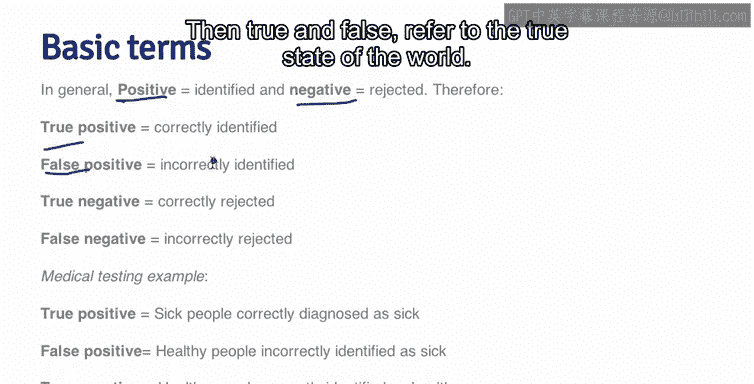 Then true and false, refer to the true
state of the world.
Basic terms
In general, Positive = identified and negative = rejected. Therefore:
True positive = correctly identified
False positive = incorrectly identified
True negative = correctly rejected
False negative = incorrectly rejected
Medical testing example:
True positive = Sick people correctly diagnosed as sick
False positive= Healthy people incorrectly identified as sick